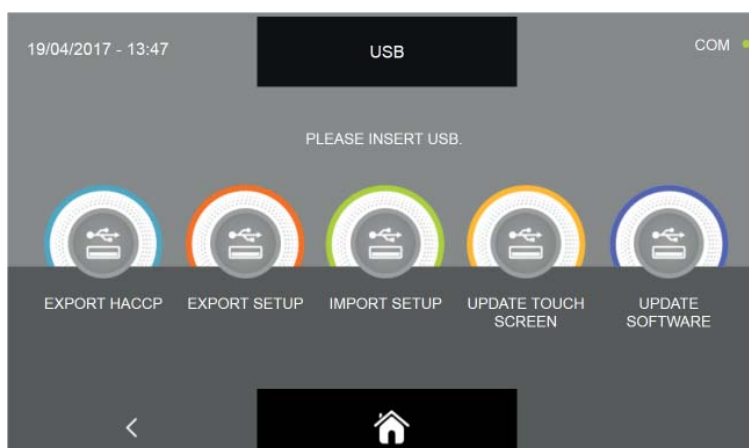 19/04/2017 - 13:47
USB
COM
PLEASE INSERT USB.
EXPORT HACCP
EXPORT SETUP
IMPORT SETUP
UPDATE TOUCH
SCREEN
UPDATE
SOFTWARE